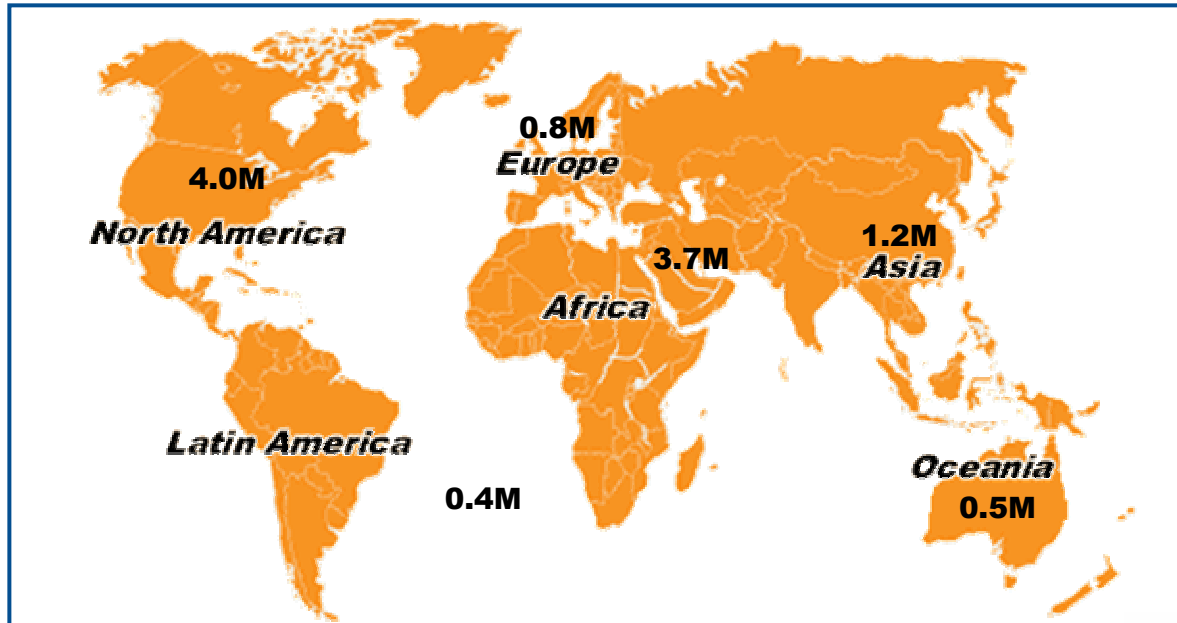 0.8M
Europe
4.0M
North America
1.2M
Asia
3.7M
Africa
Latin America
Oceania
0.4M
0.5M